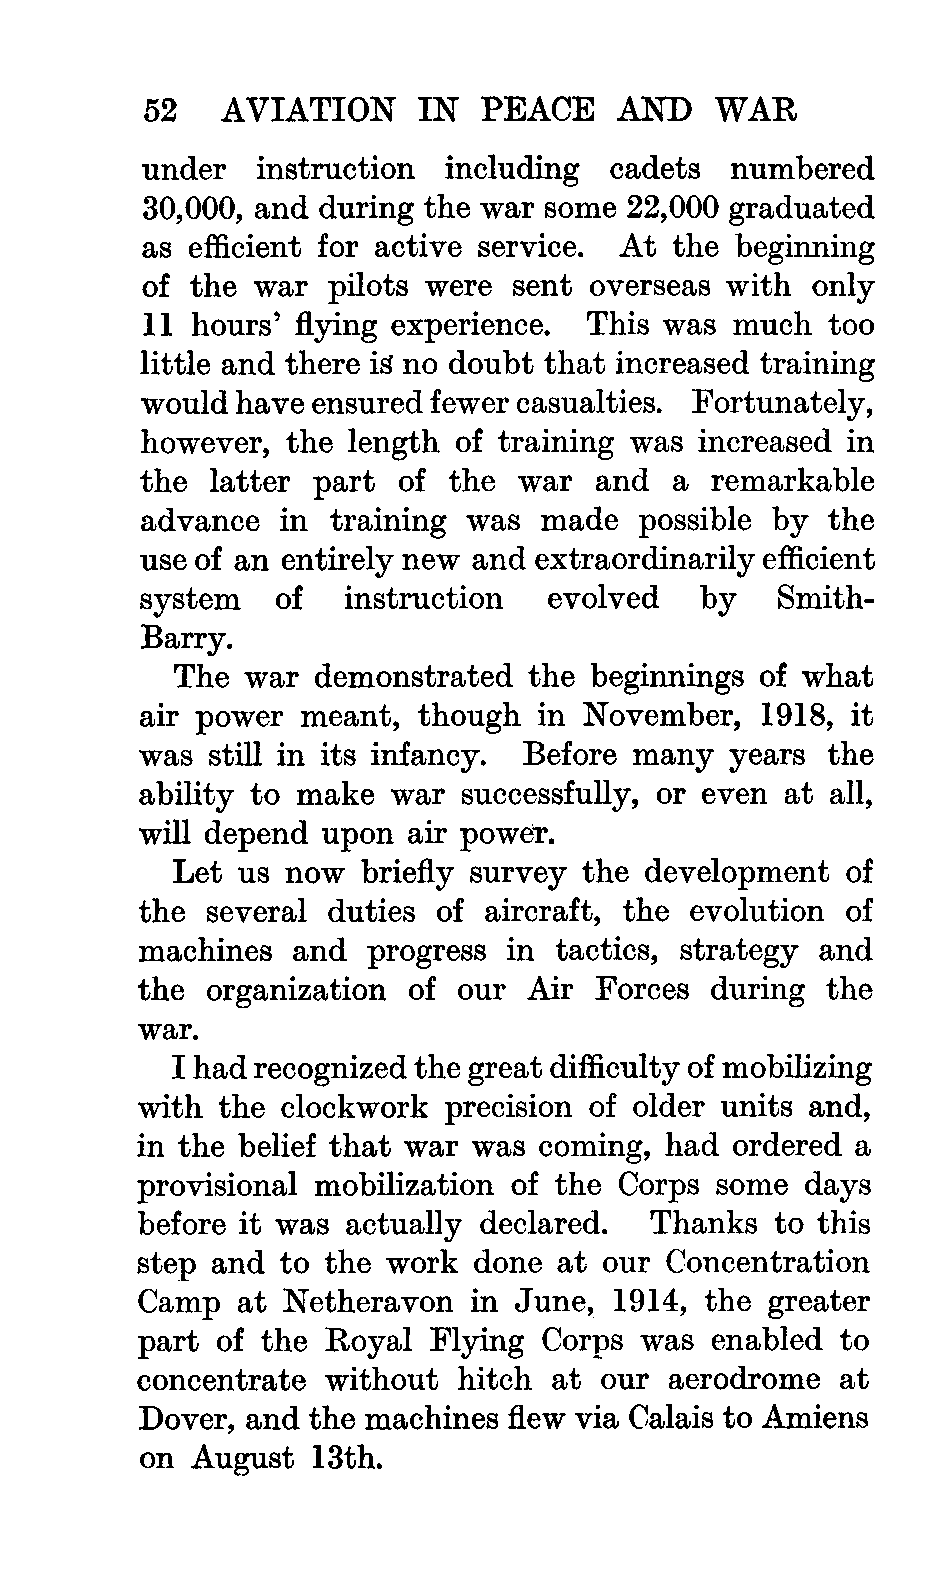 52 AVIATION IN PEACE AND WAR
under instruction including cadets numbered
30,000, and during the war some 22,000 graduated
as efficient for active service. At the beginning
of the war pilots were sent overseas with only
11 hours' flying experience. This was much too
little and there is no doubt that increased training
would have ensured fewer casualties. Fortunately,
however, the length of training was increased in
the latter part of the war and a remarkable
advance in training was made possible by the
use of an entirely new and extraordinarily efficient
system of instruction evolved by Smith-
Barry.
The war demonstrated the beginnings of what
air power meant, though in November, 1918, it
was still in its infancy. Before many years the
ability to make war successfully, or even at all,
will depend upon air power.
Let us now briefly survey the development of
the several duties of aircraft, the evolution of
machines and progress in tactics, strategy and
the organization of our Air Forces during the
war.
I had recognized the great difficulty of mobilizing
with the clockwork precision of older units and,
in the belief that war was coming, had ordered a
provisional mobilization of the Corps some days
before it was actually declared. Thanks to this
step and to the work done at our Concentration
Camp at Netheravon in June, 1914, the greater
part of the Royal Flying Corps was enabled to
concentrate without hitch at our aerodrome at
Dover, and the machines flew via Calais to Amiens
on August 13th.